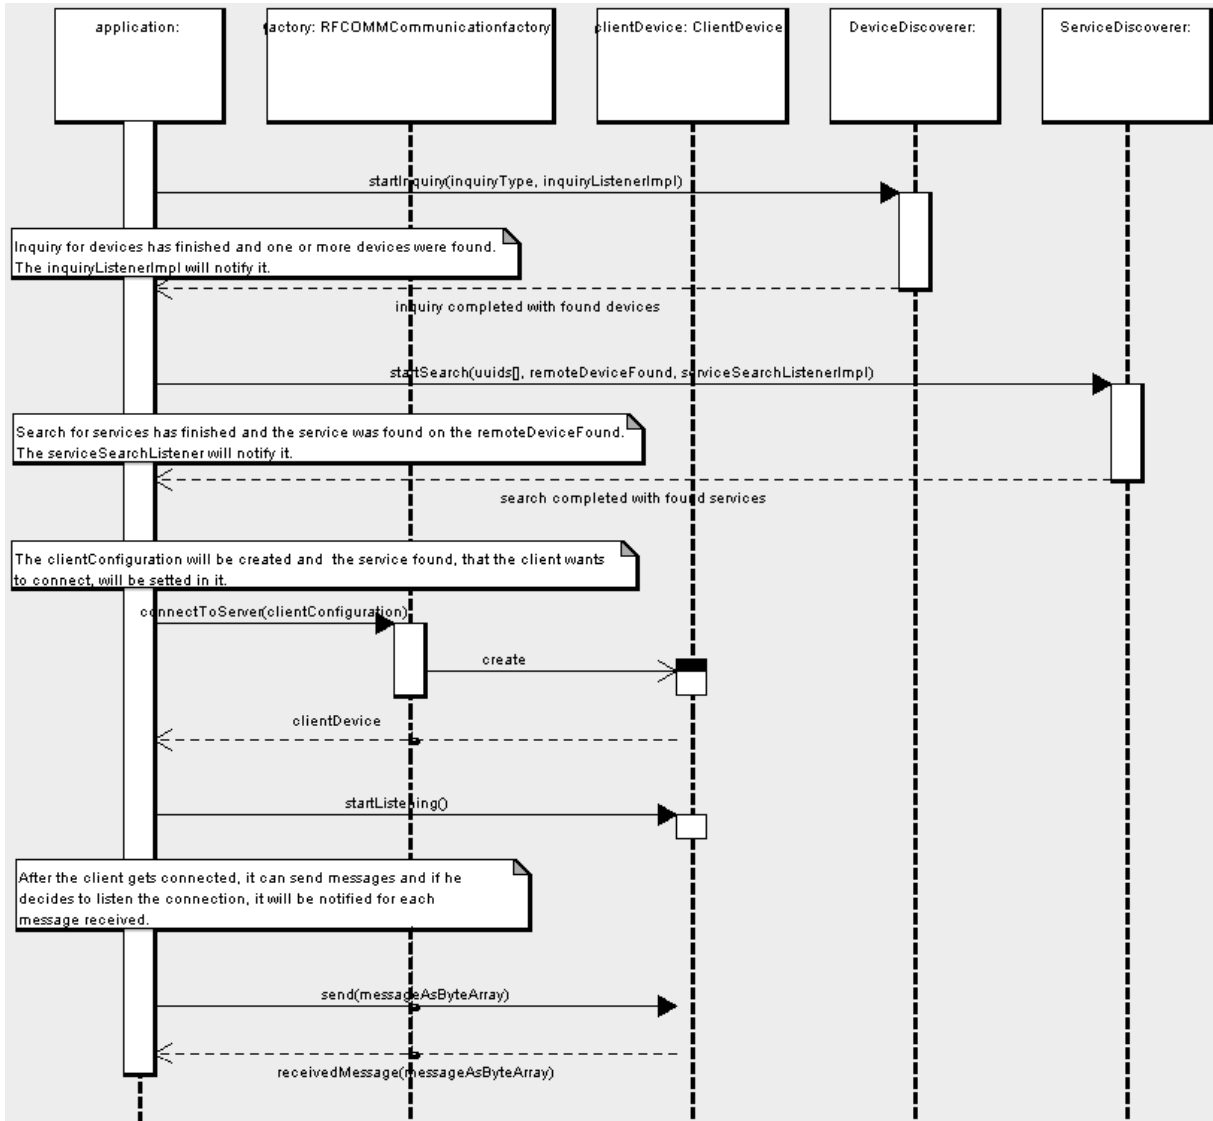 application:
factory: RFCOMMCommunicationfactory
clientDevice: ClientDevice
DeviceDiscoverer:
ServiceDiscoverer:
startInquiry(inquiryType, inquiryListenerImpl)
Inquiry for devices has finished and one or more devices were found.
The inquiryListenerImpl will notify it.
inquiry completed with found devices
startSearch(uuids[], remoteDeviceFound, serviceSearchListenerImpl)
Search for services has finished and the service was found on the remoteDeviceFound.
The serviceSearchListener will notify it.
search completed with found services
The clientConfiguration will be created and the service found, that the client wants
to connect, will be setted in it.
connectToServer(clientConfiguration)
create
clientDevice
startListening()
After the client gets connected, it can send messages and if he
decides to listen the connection, it will be notified for each
message received.
send(messageAsByteArray)
receivedMessage(messageAsByteArray)